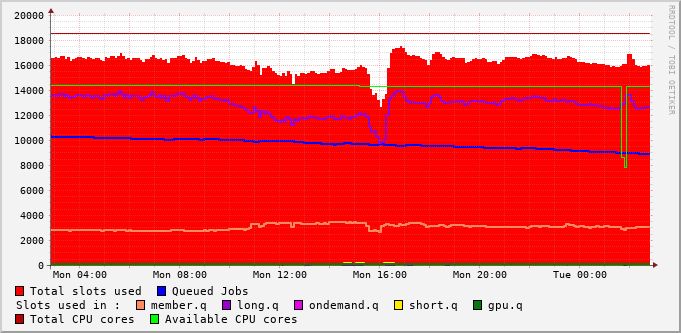 20000
18000
16000
14000
12000
10000
8000
6000
4000
2000
0
Mon 04:00 Mon 08:00 Mon 12:00 Mon 16:00 Mon 20:00 Tue 00:00
RRDTOOL / TOBI OETIKER
Total slots used Queued Jobs
Slots used in : member.q long.q ondemand.q short.q gpu.q
Total CPU cores Available CPU cores